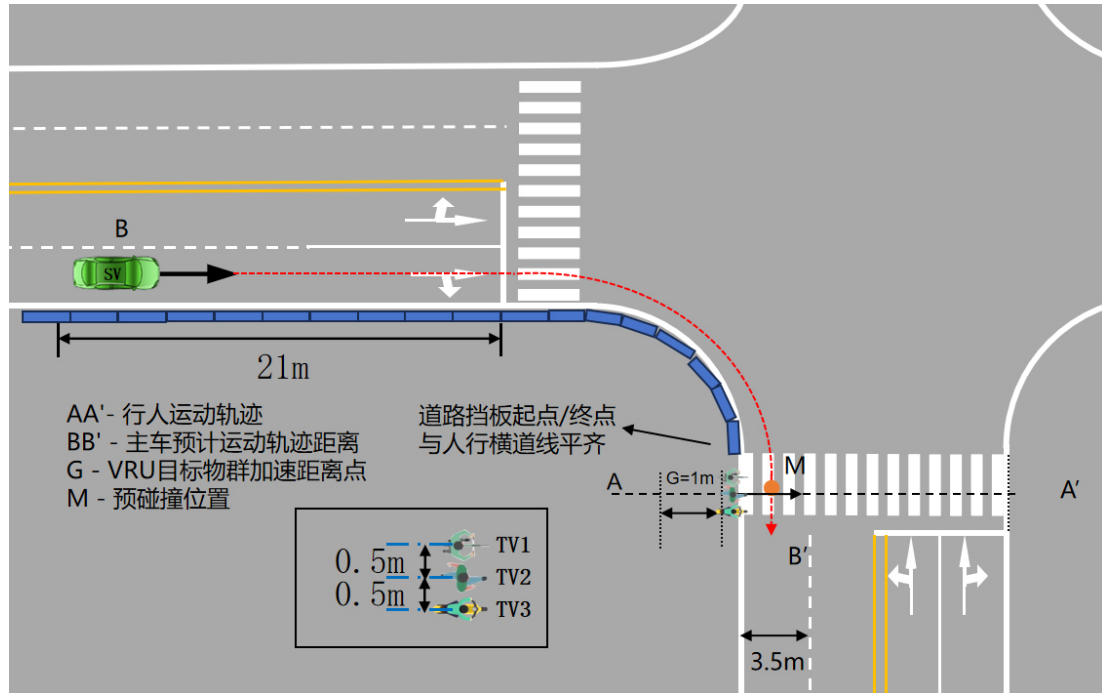 B
SV
21m
AA'- 行人运动轨迹
BB' - 主车预计运动轨迹距离
G - VRU目标物群加速距离点
M - 预碰撞位置
道路挡板起点/终点
与人行横道线平齐
M
A
G=1m
A'
B'
0.5m
0.5m
TV1
TV2
TV3
3.5m